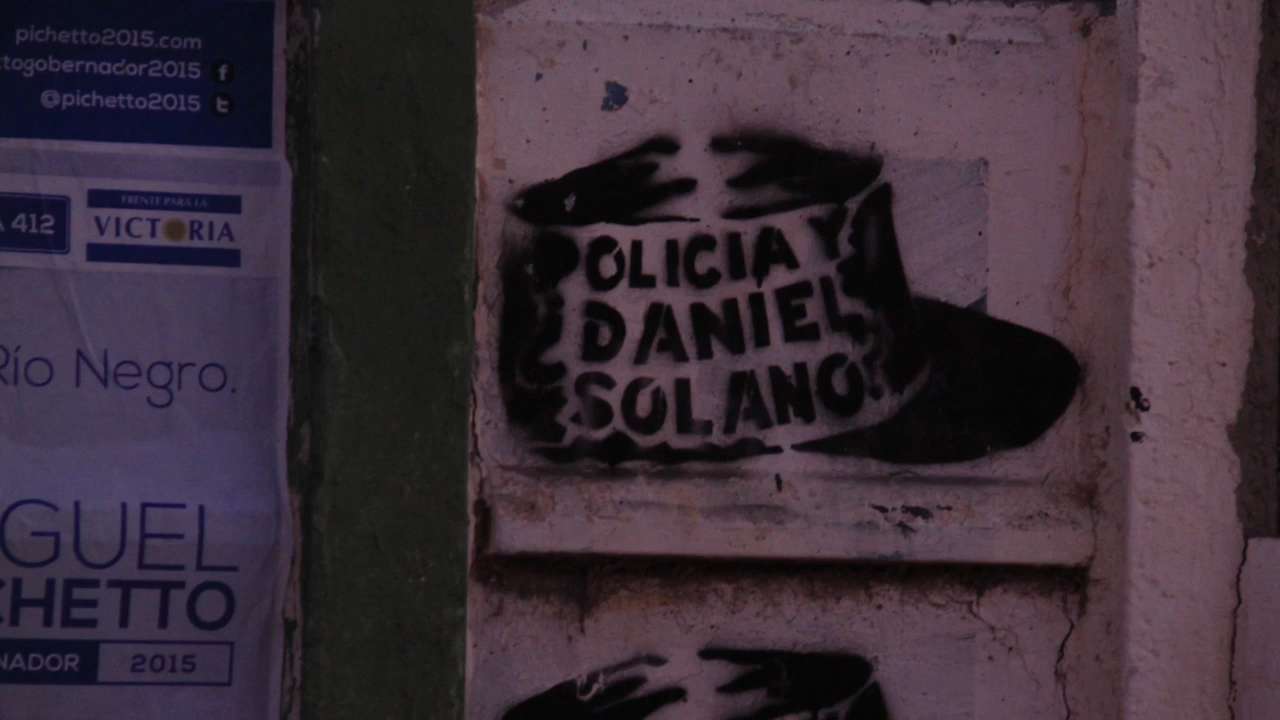 pichetto2015.com
ttogobernador2015
@pichetto2015
A 412
FRENTE PARA LA
VICTORIA
Río Negro.
GUEL
CHETTO
NADOR 2015
POLICIA Y
DANIEL
SOLANO?